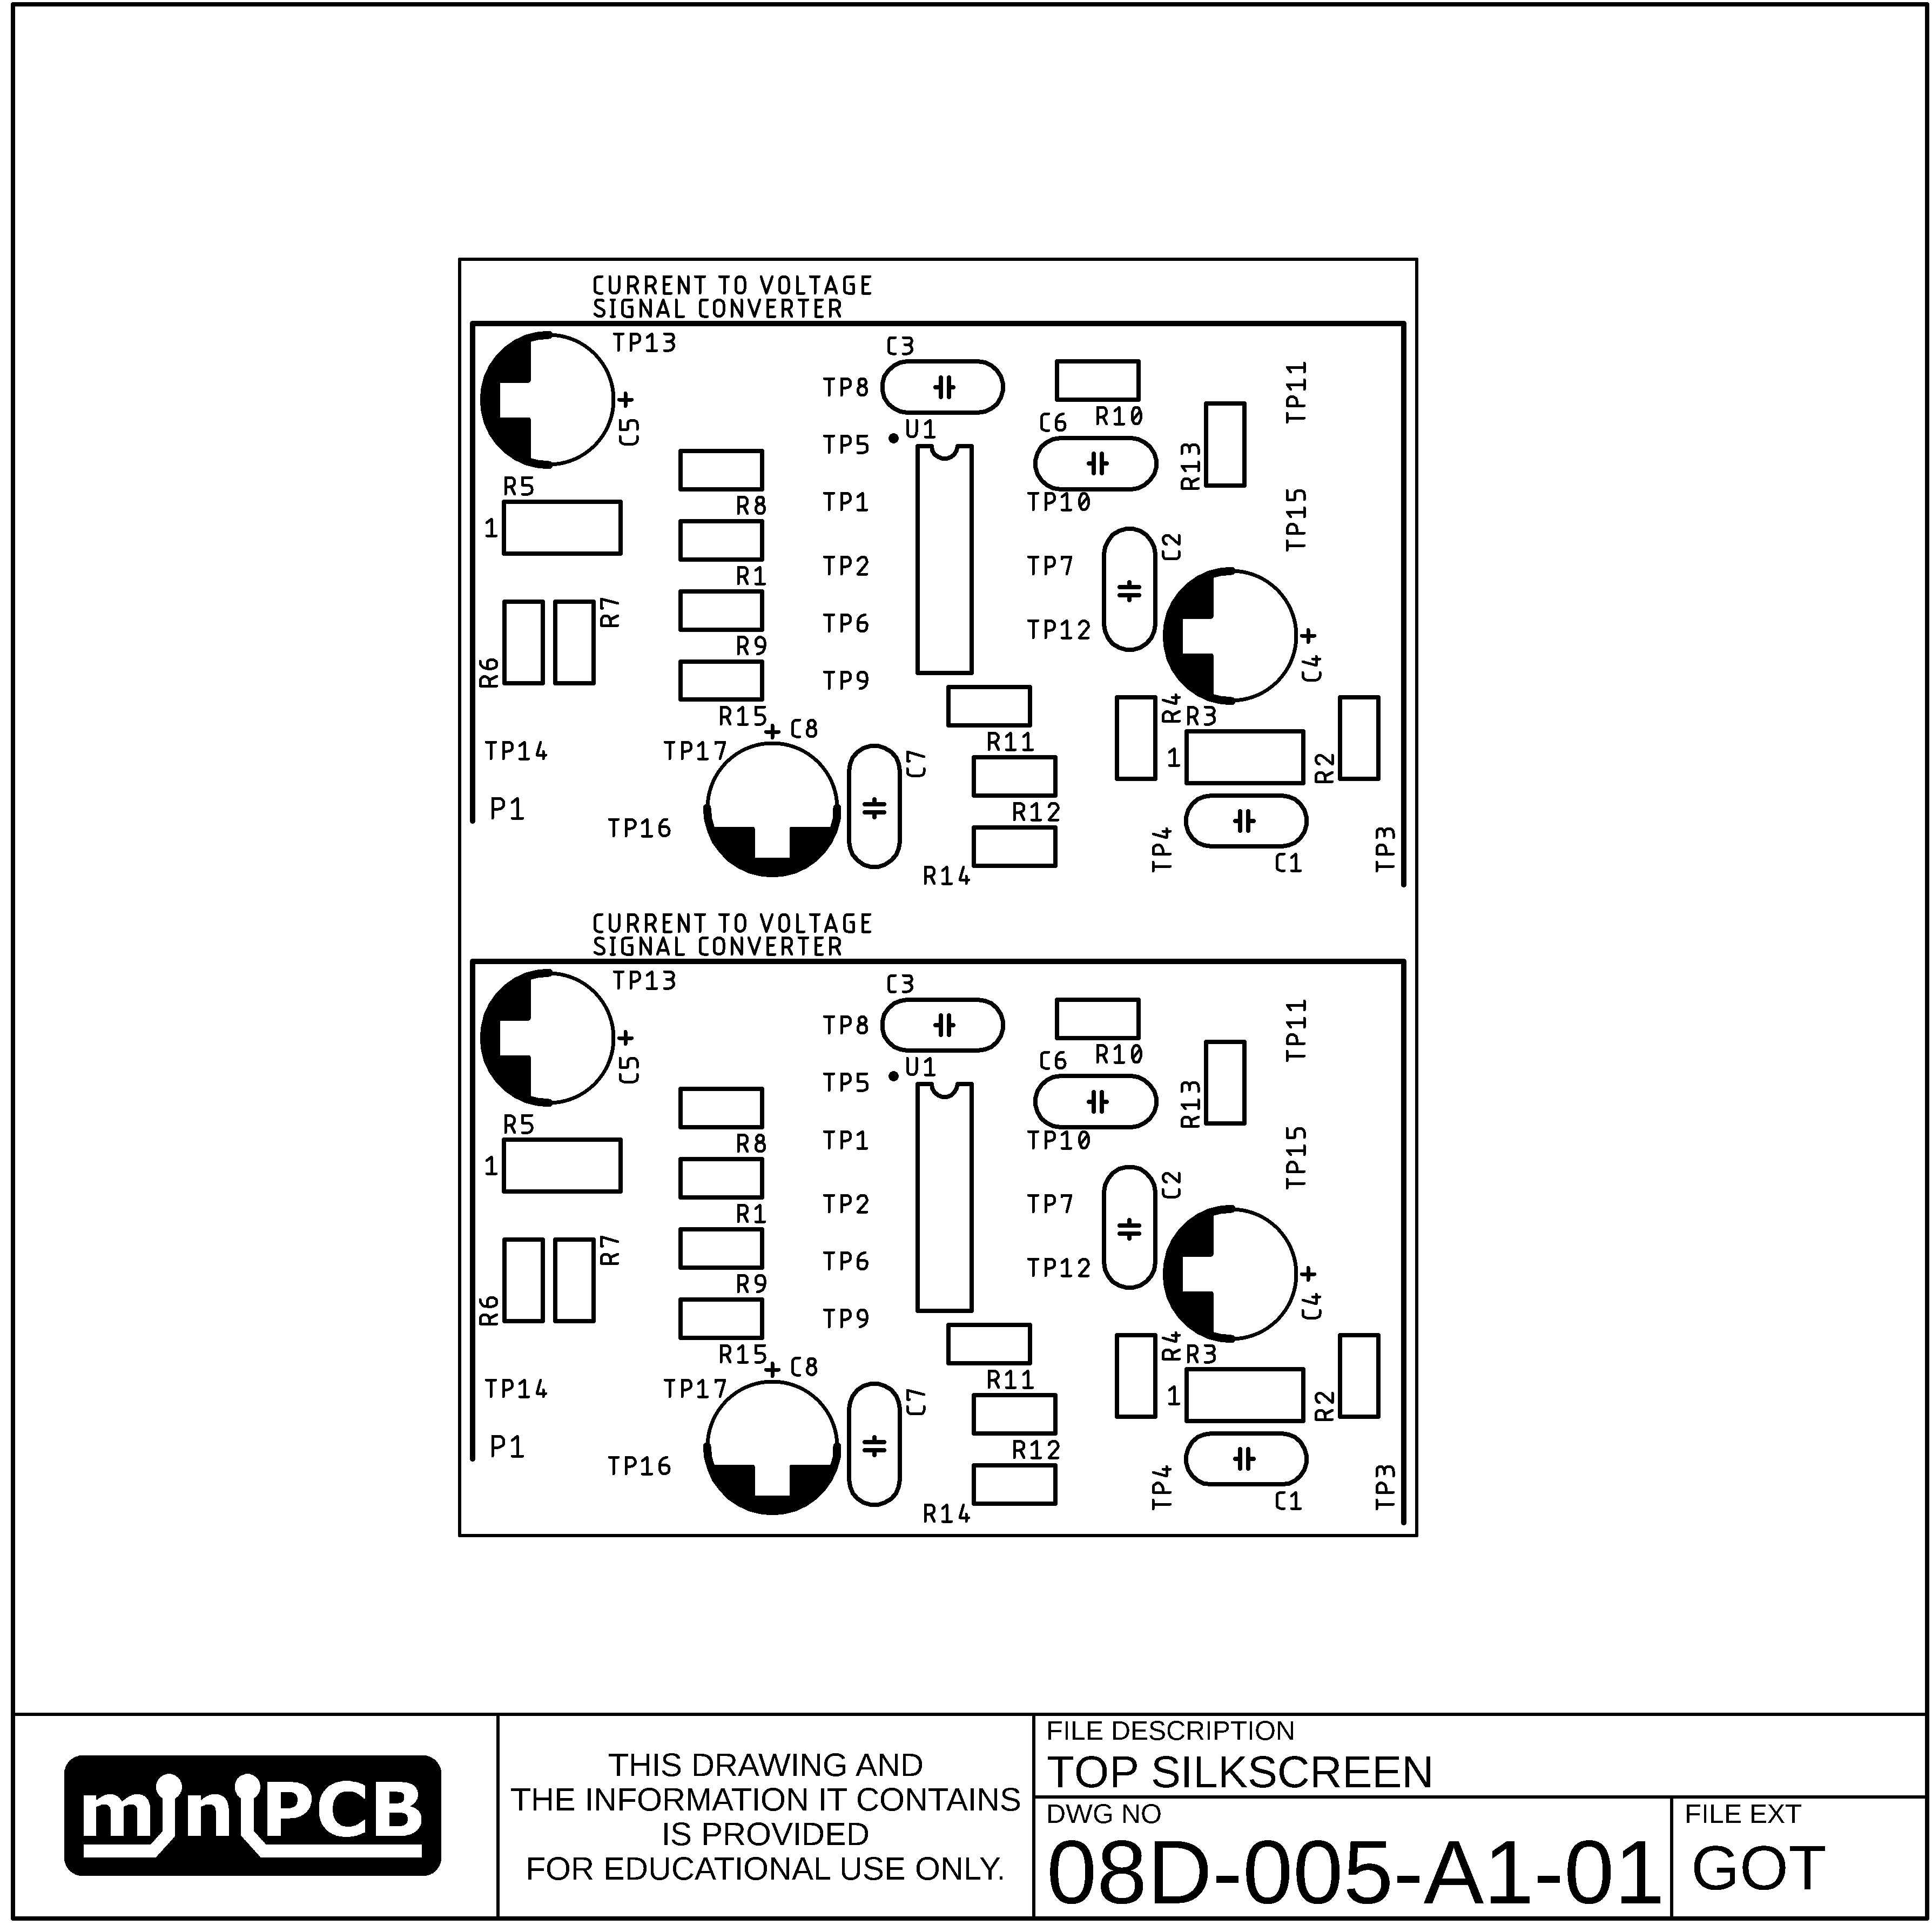 CURRENT TO VOLTAGE
SIGNAL CONVERTER
TP13
C3
TP8
R10
TP11
C5
+
U1
C6
TP5
R13
R5
R8
TP1
TP10
TP15
1
C2
R1
TP2
TP7
R7
TP6
TP12
+
R6
R9
TP9
C4
R15
+
C8
R4
R3
TP14
TP17
R11
C7
1
R2
P1
TP16
R12
TP4
TP3
R14
C1
CURRENT TO VOLTAGE
SIGNAL CONVERTER
TP13
C3
TP8
R10
TP11
C5
+
U1
C6
TP5
R13
R5
R8
TP1
TP10
TP15
1
C2
R1
TP2
TP7
R7
TP6
TP12
+
R6
R9
TP9
C4
R15
+
C8
R4
R3
TP14
TP17
R11
C7
1
R2
P1
TP16
R12
TP4
TP3
R14
C1
miniPCB
THIS DRAWING AND
THE INFORMATION IT CONTAINS
IS PROVIDED
FOR EDUCATIONAL USE ONLY.
FILE DESCRIPTION
TOP SILKSCREEN
DWG NO
08D-005-A1-01
FILE EXT
GOT